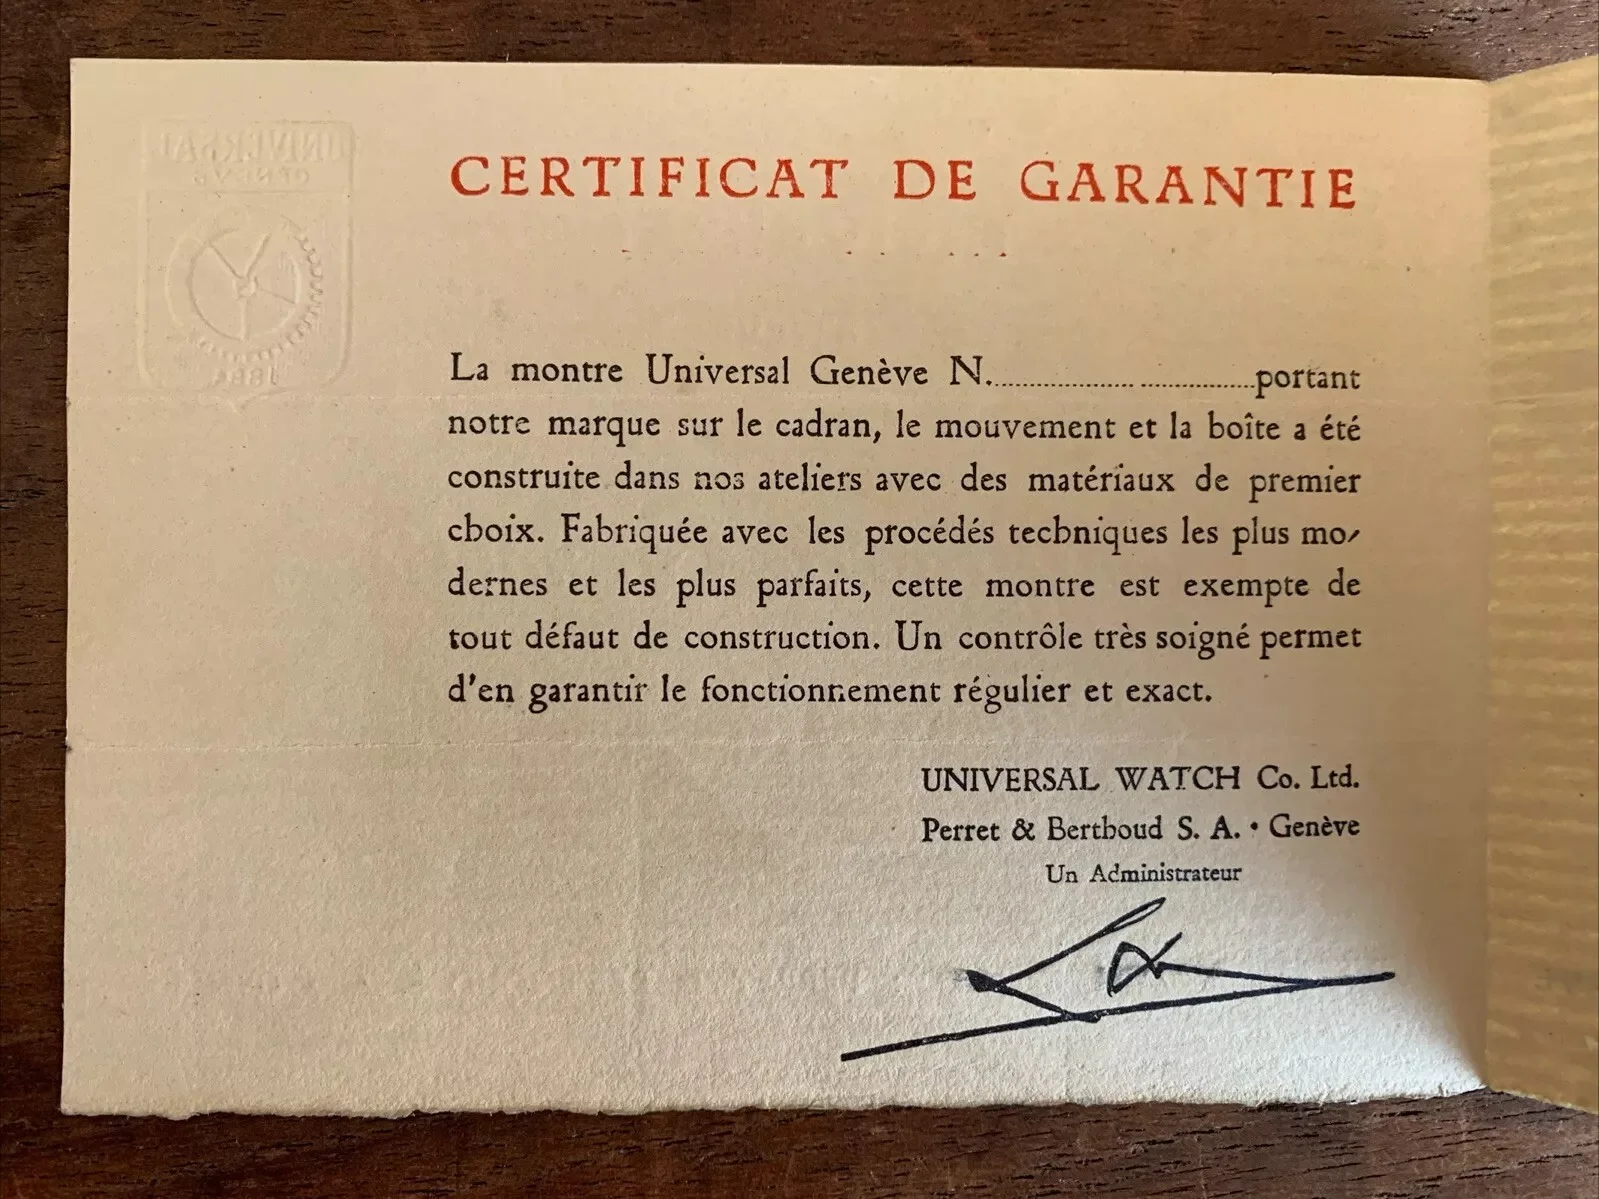 UNIVERSAL
GENEVE
CERTIFICAT DE GARANTIE
La montre Universal Genève N..................................portant
notre marque sur le cadran, le mouvement et la boîte a été
construite dans nos ateliers avec des matériaux de premier
choix. Fabriquée avec les procédés techniques les plus mo-
dernes et les plus parfaits, cette montre est exempte de
tout défaut de construction. Un contrôle très soigné permet
d'en garantir le fonctionnement régulier et exact.
UNIVERSAL WATCH Co. Ltd.
Perret & Berthoud S. A. • Genève
Un Administrateur